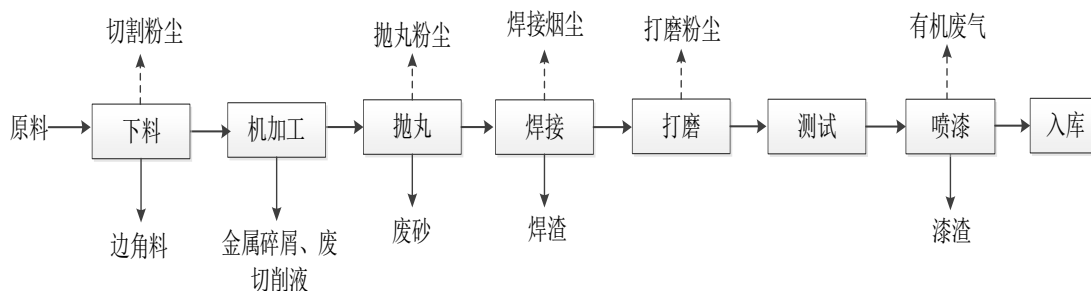 切割粉尘
抛丸粉尘
焊接烟尘
打磨粉尘
有机废气
原料
下料
机加工
抛丸
焊接
打磨
测试
喷漆
入库
边角料
金属碎屑、废
切削液
废砂
焊渣
漆渣